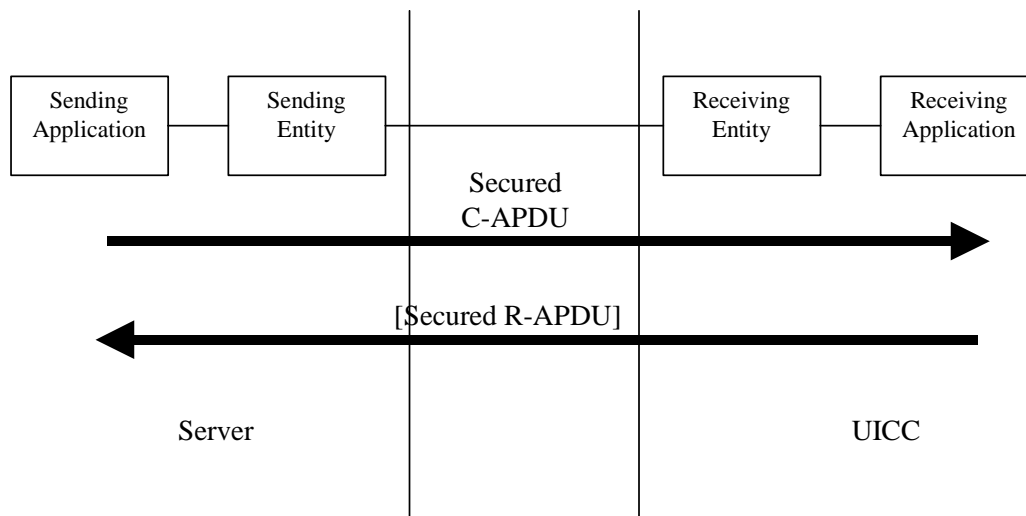 Sending
Application
Sending
Entity
Receiving
Entity
Receiving
Application
Secured
C-APDU
[Secured R-APDU]
Server
UICC